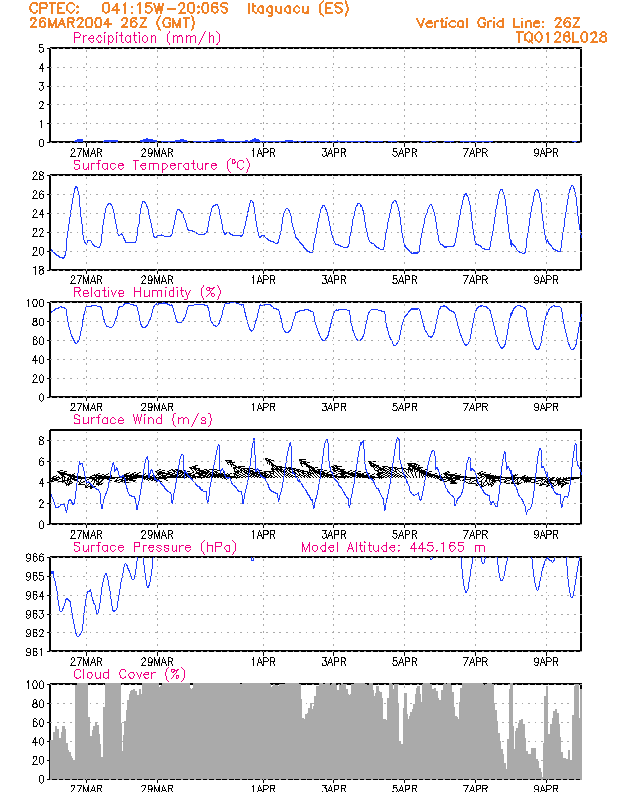 CPTEC: 041:15W-20:06S Itaguacu (ES)
26MAR2004 26Z (GMT) Vertical Grid Line: 26Z
Precipitation (mm/h) TQ0126L028
5
4
3
2
1
0
27MAR 29MAR 1APR 3APR 5APR 7APR 9APR
Surface Temperature (°C)
28
26
24
22
20
18
27MAR 29MAR 1APR 3APR 5APR 7APR 9APR
Relative Humidity (%)
100
80
60
40
20
0
27MAR 29MAR 1APR 3APR 5APR 7APR 9APR
Surface Wind (m/s)
8
6
4
2
0
27MAR 29MAR 1APR 3APR 5APR 7APR 9APR
Surface Pressure (hPa) Model Altitude: 445.165 m
966
965
964
963
962
961
27MAR 29MAR 1APR 3APR 5APR 7APR 9APR
Cloud Cover (%)
100
80
60
40
20
0
27MAR 29MAR 1APR 3APR 5APR 7APR 9APR